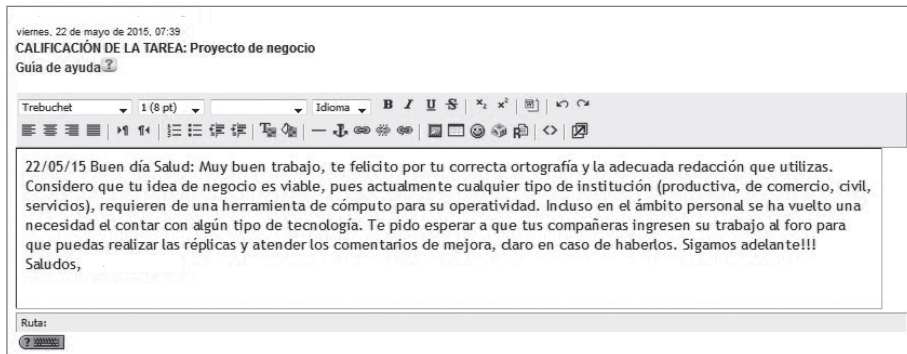 viernes, 22 de mayo de 2015, 07:39
CALIFICACIÓN DE LA TAREA: Proyecto de negocio
Guía de ayuda ?
Trebuchet 1 (8 pt) Idioma B I U S x₂ x²
22/05/15 Buen día Salud: Muy buen trabajo, te felicito por tu correcta ortografía y la adecuada redacción que utilizas.
Considero que tu idea de negocio es viable, pues actualmente cualquier tipo de institución (productiva, de comercio, civil,
servicios), requieren de una herramienta de cómputo para su operatividad. Incluso en el ámbito personal se ha vuelto una
necesidad el contar con algún tipo de tecnología. Te pido esperar a que tus compañeras ingresen su trabajo al foro para
que puedas realizar las réplicas y atender los comentarios de mejora, claro en caso de haberlos. Sigamos adelante!!!
Saludos,
Ruta:
?